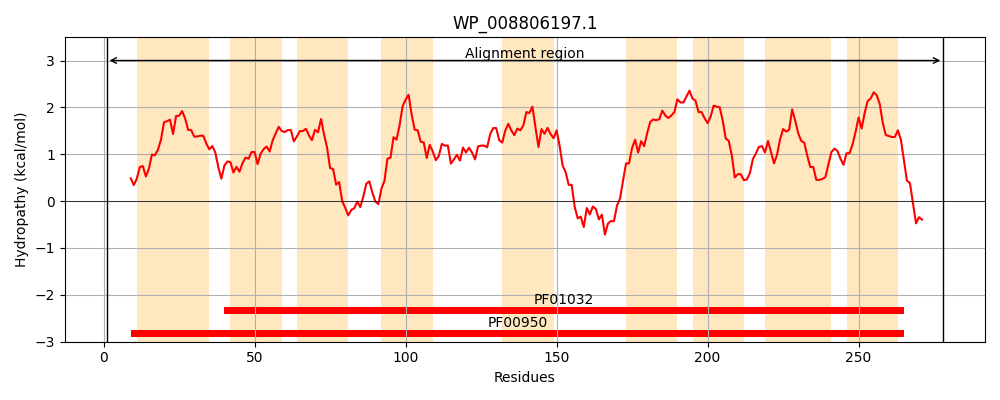 WP_008806197.1
Alignment region
Hydropathy (kcal/mol)
3
2
1
0
−1
−2
−3
PF01032
PF00950
0 50 100 150 200 250
Residues